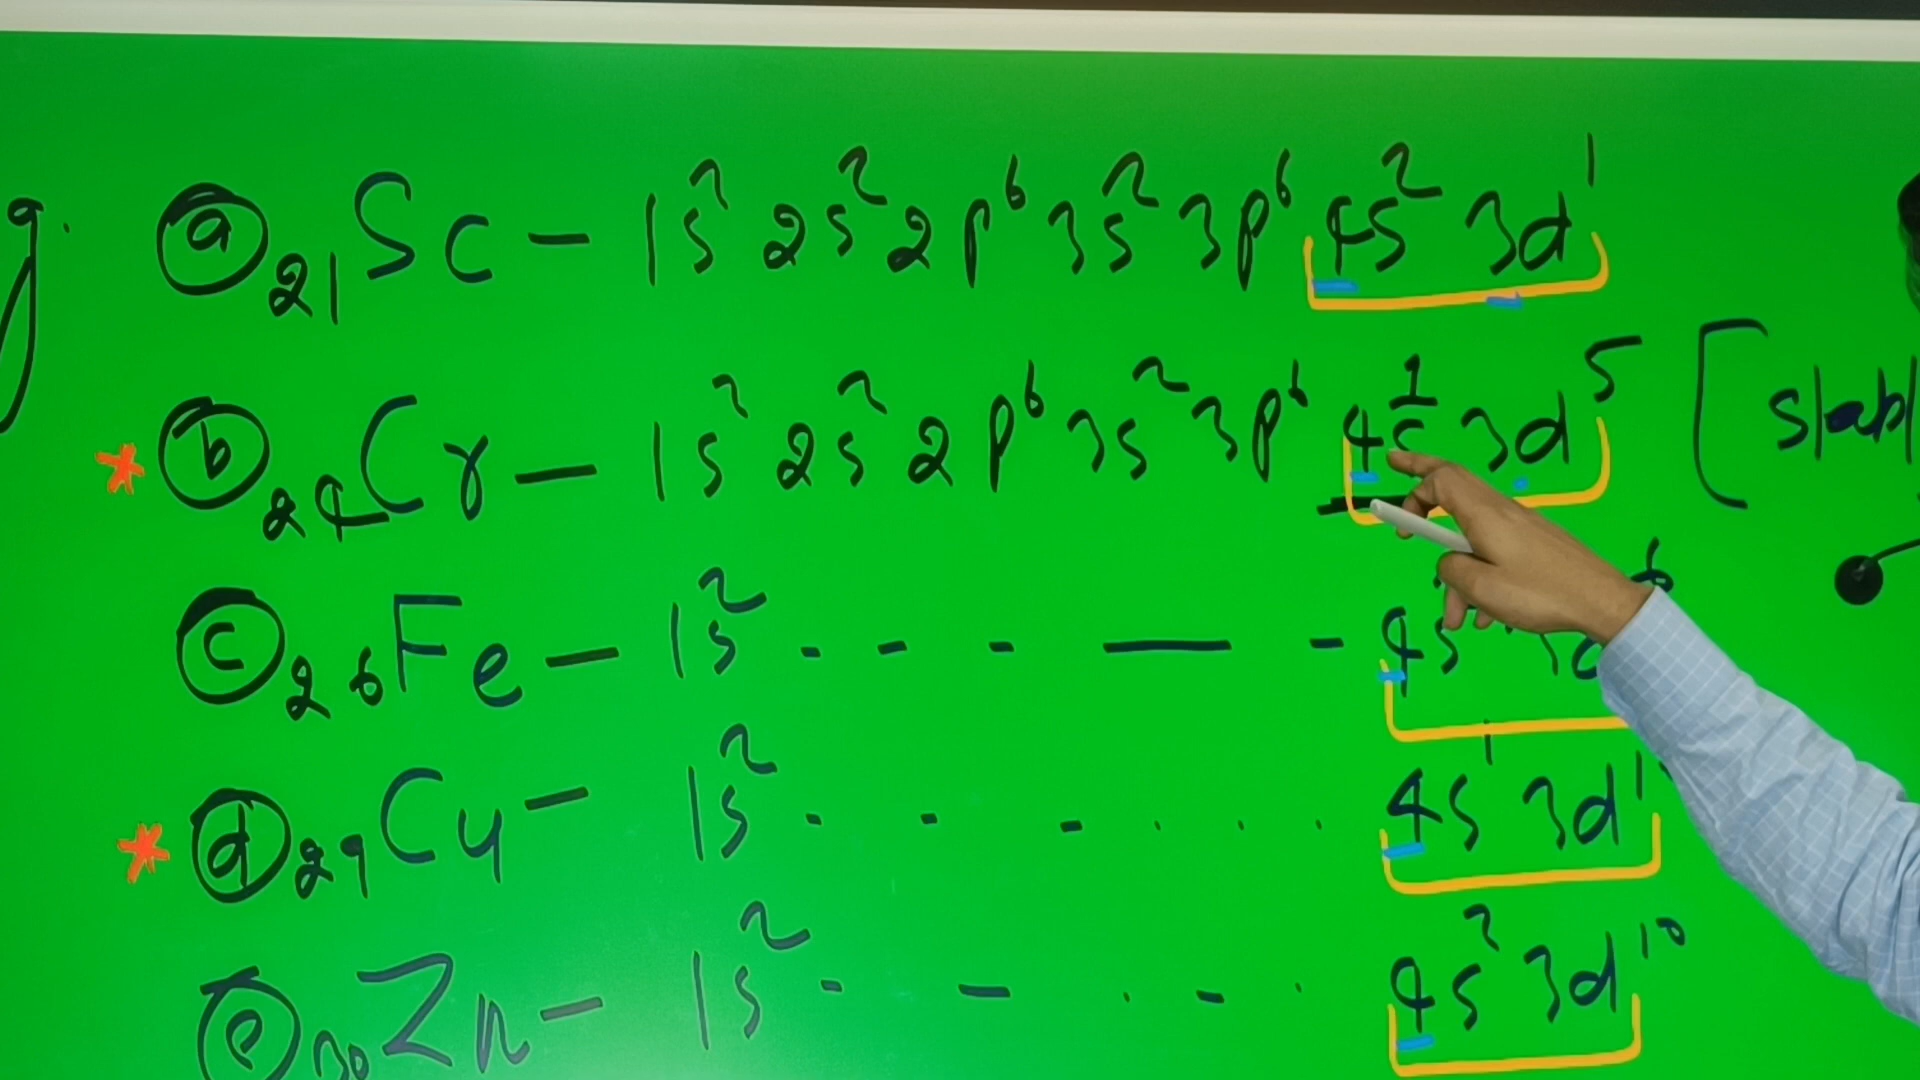 g.
(a) ₂₁Sc – 1s² 2s² 2p⁶ 3s² 3p⁶ 4s² 3d¹
* (b) ₂₄Cr – 1s² 2s² 2p⁶ 3s² 3p⁶ 4s¹ 3d⁵ [stabl
(c) ₂₆Fe – 1s² - - - — - 4s 3d⁶
* (d) ₂₉Cu – 1s² - - - . . . 4s¹ 3d¹
(e) ₃₀Zn – 1s² - - . - . 4s² 3d¹⁰